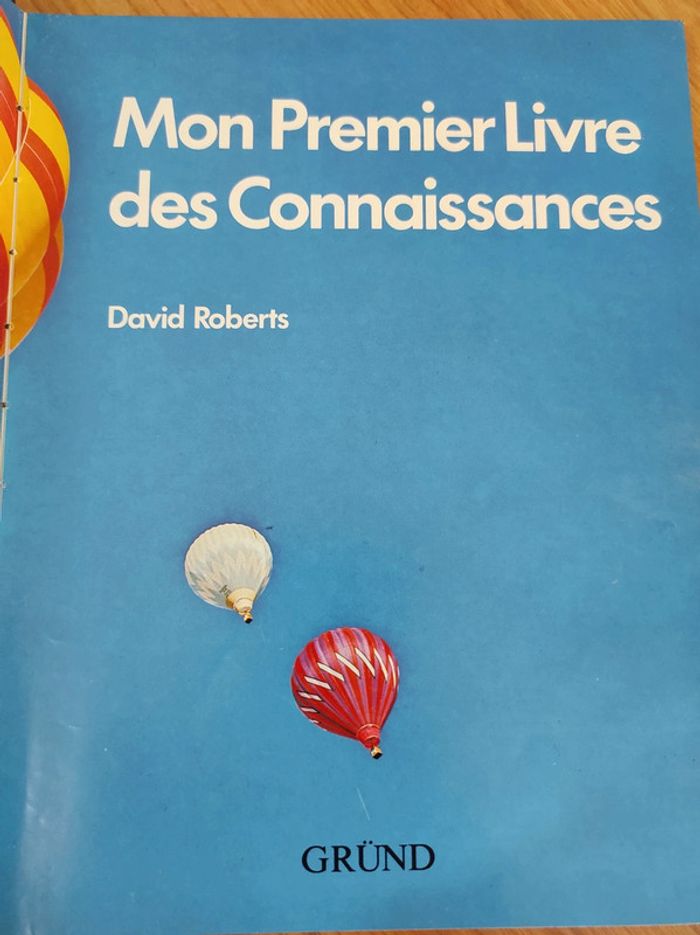 Mon Premier Livre
des Connaissances
David Roberts
GRÜND